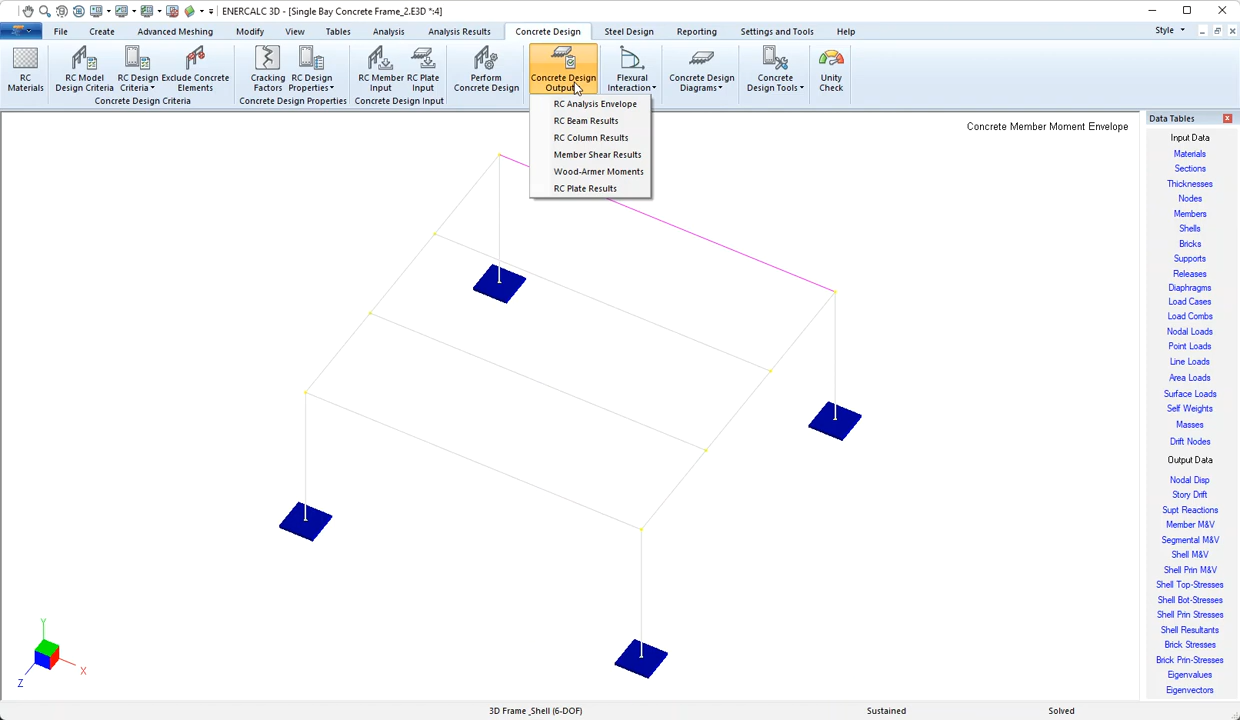 ENERCALC 3D - [Single Bay Concrete Frame_2.E3D *:4]
File Create Advanced Meshing Modify View Tables Analysis Analysis Results Concrete Design Steel Design Reporting Settings and Tools Help Style
RC Materials
RC Model Design Criteria
RC Design Criteria
Exclude Concrete Elements
Concrete Design Criteria
Cracking Factors
RC Design Properties
Concrete Design Properties
RC Member Input
RC Plate Input
Concrete Design Input
Perform Concrete Design
Concrete Design Output
Flexural Interaction
Concrete Design Diagrams
Concrete Design Tools
Unity Check
RC Analysis Envelope
RC Beam Results
RC Column Results
Member Shear Results
Wood-Armer Moments
RC Plate Results
Concrete Member Moment Envelope
Y
X
Z
Data Tables
Input Data
Materials
Sections
Thicknesses
Nodes
Members
Shells
Bricks
Supports
Releases
Diaphragms
Load Cases
Load Combs
Nodal Loads
Point Loads
Line Loads
Area Loads
Surface Loads
Self Weights
Masses
Drift Nodes
Output Data
Nodal Disp
Story Drift
Supt Reactions
Member M&V
Segmental M&V
Shell M&V
Shell Prin M&V
Shell Top-Stresses
Shell Bot-Stresses
Shell Prin Stresses
Shell Resultants
Brick Stresses
Brick Prin-Stresses
Eigenvalues
Eigenvectors
3D Frame _Shell (6-DOF)
Sustained
Solved